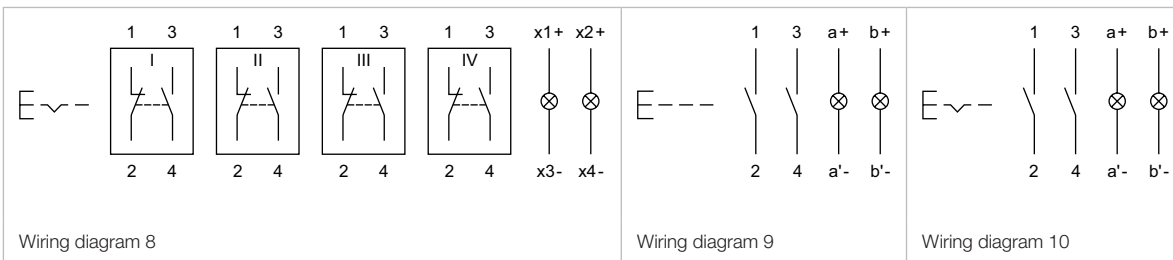 1 3 1 3 1 3 1 3 x1+ x2+
I II III IV
2 4 2 4 2 4 2 4 x3- x4-
Wiring diagram 8
1 3 a+ b+
2 4 a'- b'-
Wiring diagram 9
1 3 a+ b+
2 4 a'- b'-
Wiring diagram 10